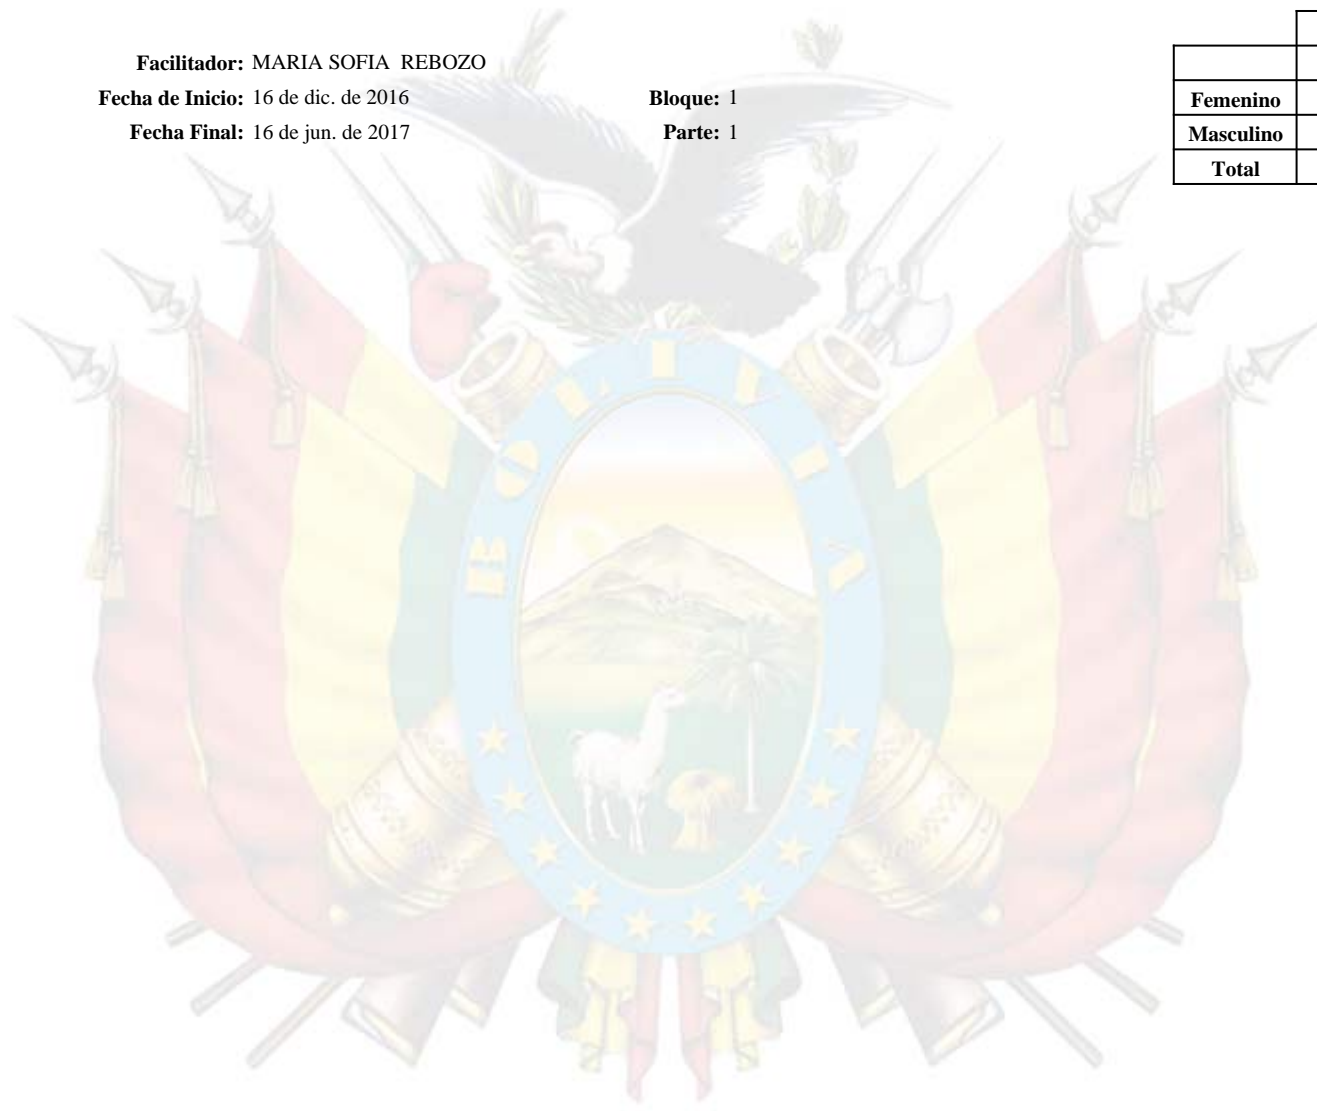 Facilitador: MARIA SOFIA REBOZO
Fecha de Inicio: 16 de dic. de 2016
Bloque: 1
Fecha Final: 16 de jun. de 2017
Parte: 1
Femenino
Masculino
Total
BOLIVIA